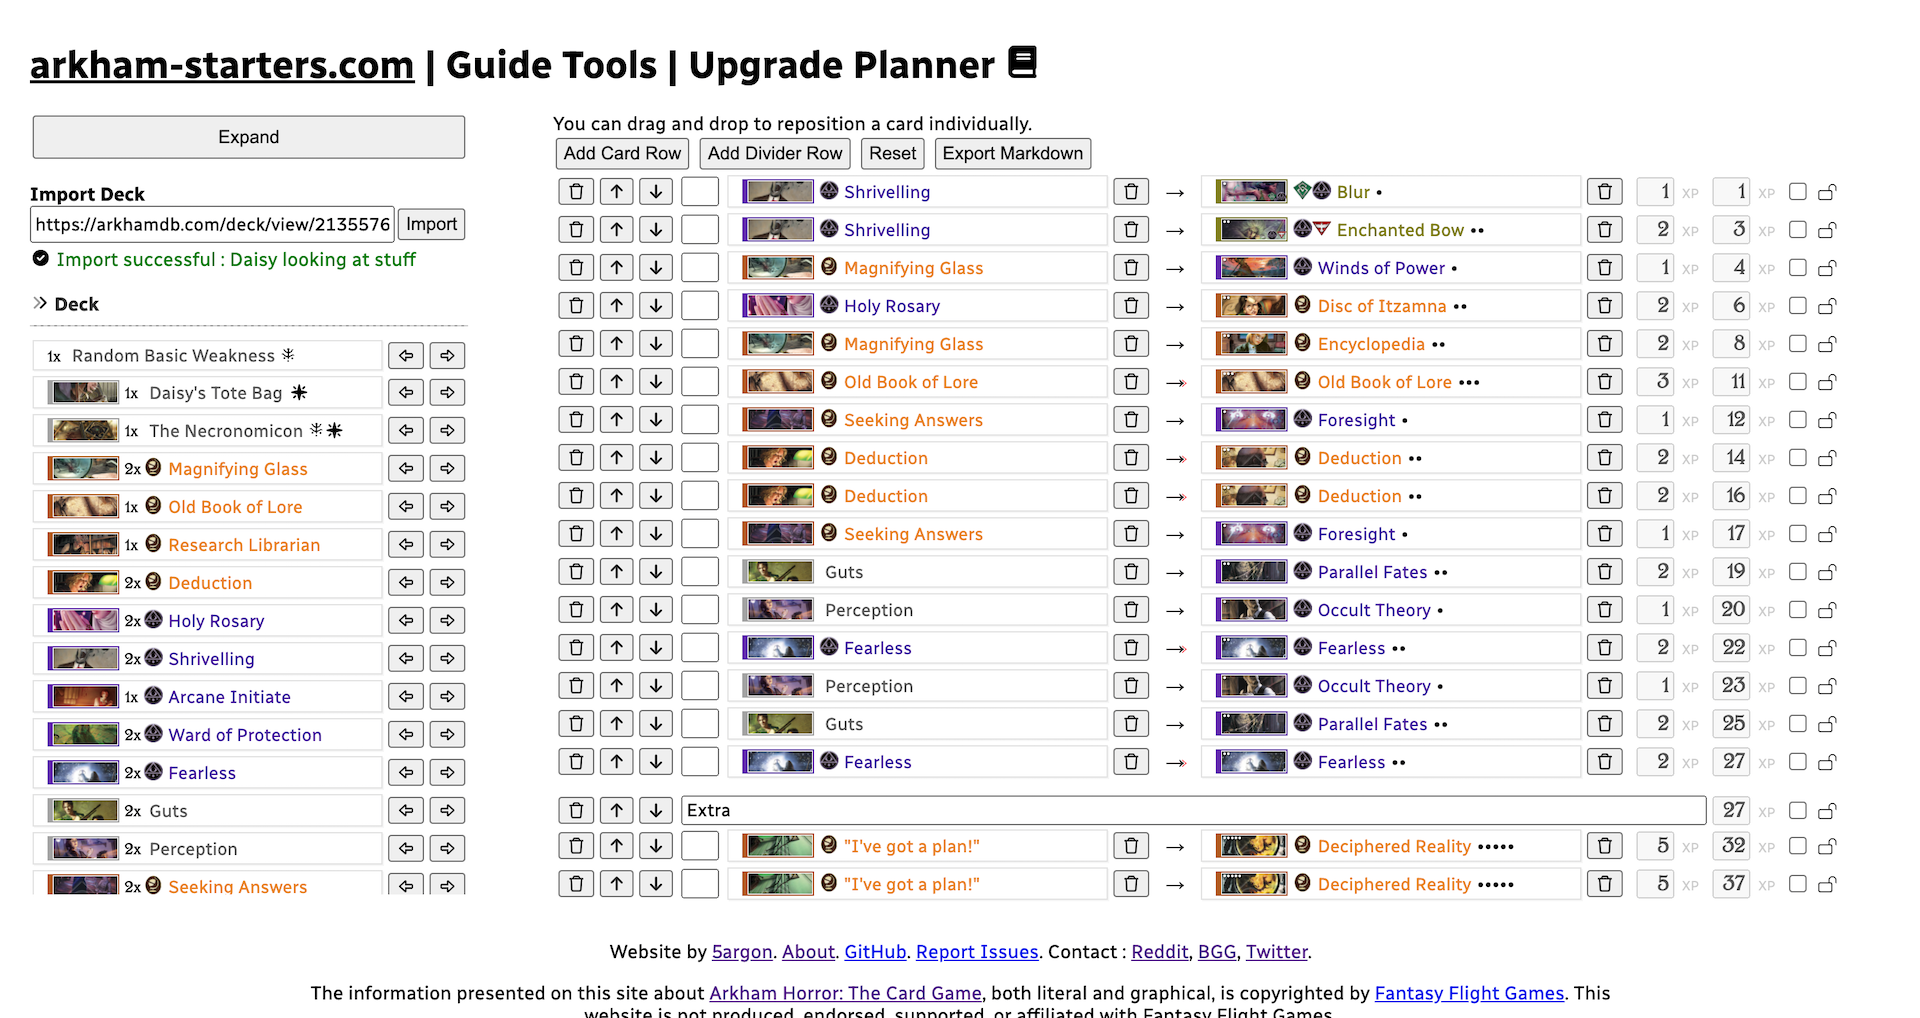 arkham-starters.com | Guide Tools | Upgrade Planner
Expand
Import Deck
https://arkhamdb.com/deck/view/2135576
Import
Import successful : Daisy looking at stuff
Deck
1x Random Basic Weakness
1x Daisy's Tote Bag
1x The Necronomicon
2x Magnifying Glass
1x Old Book of Lore
1x Research Librarian
2x Deduction
2x Holy Rosary
2x Shrivelling
1x Arcane Initiate
2x Ward of Protection
2x Fearless
2x Guts
2x Perception
2x Seeking Answers
You can drag and drop to reposition a card individually.
Add Card Row Add Divider Row Reset Export Markdown
Shrivelling → Blur • 1 XP 1 XP
Shrivelling → Enchanted Bow •• 2 XP 3 XP
Magnifying Glass → Winds of Power • 1 XP 4 XP
Holy Rosary → Disc of Itzamna •• 2 XP 6 XP
Magnifying Glass → Encyclopedia •• 2 XP 8 XP
Old Book of Lore → Old Book of Lore ••• 3 XP 11 XP
Seeking Answers → Foresight • 1 XP 12 XP
Deduction → Deduction •• 2 XP 14 XP
Deduction → Deduction •• 2 XP 16 XP
Seeking Answers → Foresight • 1 XP 17 XP
Guts → Parallel Fates •• 2 XP 19 XP
Perception → Occult Theory • 1 XP 20 XP
Fearless → Fearless •• 2 XP 22 XP
Perception → Occult Theory • 1 XP 23 XP
Guts → Parallel Fates •• 2 XP 25 XP
Fearless → Fearless •• 2 XP 27 XP
Extra 27 XP
"I've got a plan!" → Deciphered Reality ••••• 5 XP 32 XP
"I've got a plan!" → Deciphered Reality ••••• 5 XP 37 XP
Website by 5argon. About. GitHub. Report Issues. Contact : Reddit, BGG, Twitter.
The information presented on this site about Arkham Horror: The Card Game, both literal and graphical, is copyrighted by Fantasy Flight Games. This
website is not produced, endorsed, supported, or affiliated with Fantasy Flight Games.